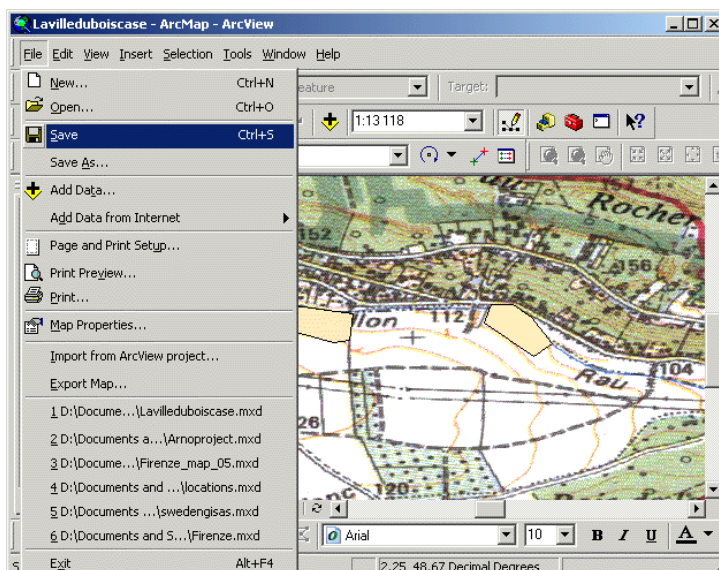 Lavilleduboiscase - ArcMap - ArcView
File Edit View Insert Selection Tools Window Help
New... Ctrl+N
eature Target:
Open... Ctrl+O
1:13 118
Save Ctrl+S
Save As...
Add Data...
Rocher
Add Data from Internet
152
Page and Print Setup...
156
Print Preview...
Print...
112
Map Properties...
Import from ArcView project...
104
Rau
Export Map...
1 D:\Docume...\Lavilleduboiscase.mxd
26
2 D:\Documents a...\Arnoproject.mxd
3 D:\Docume...\Firenze_map_05.mxd
4 D:\Documents and ...\locations.mxd
120
5 D:\Documents ...\swedengisas.mxd
6 D:\Documents and S...\Firenze.mxd
Arial 10 B I U A
Exit Alt+F4
2,25 48,67 Decimal Degrees